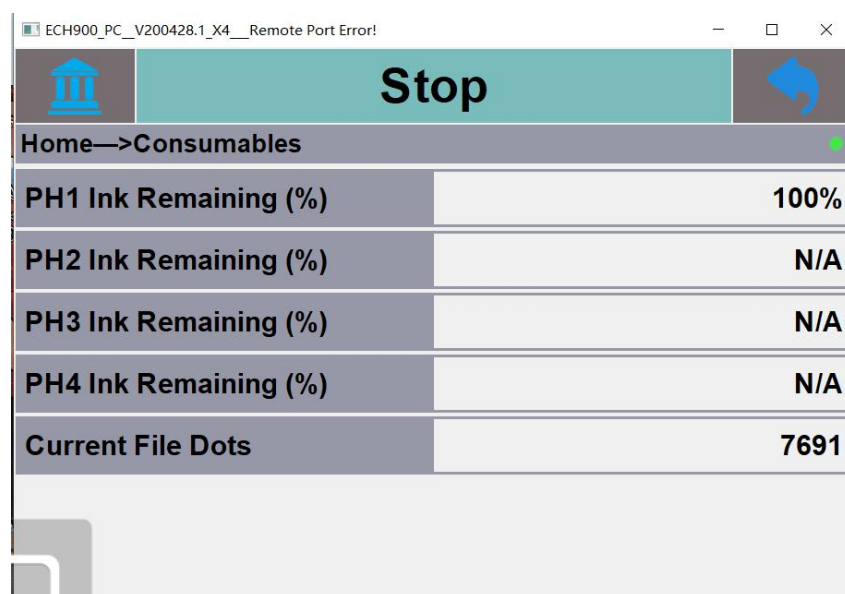 ECH900_PC__V200428.1_X4___Remote Port Error!
Stop
Home—>Consumables
PH1 Ink Remaining (%) 100%
PH2 Ink Remaining (%) N/A
PH3 Ink Remaining (%) N/A
PH4 Ink Remaining (%) N/A
Current File Dots 7691